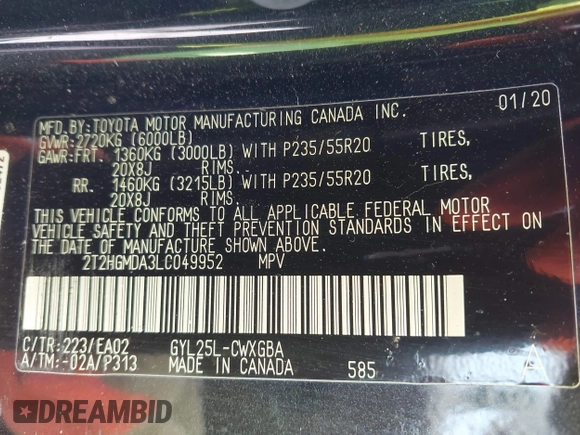 MFD.BY:TOYOTA MOTOR MANUFACTURING CANADA INC. 01/20
GVWR:2720KG (6000LB)
GAWR:FRT. 1360KG (3000LB) WITH P235/55R20 TIRES,
20X8J RIMS.
RR. 1460KG (3215LB) WITH P235/55R20 TIRES,
20X8J RIMS.
THIS VEHICLE CONFORMS TO ALL APPLICABLE FEDERAL MOTOR
VEHICLE SAFETY AND THEFT PREVENTION STANDARDS IN EFFECT ON
THE DATE OF MANUFACTURE SHOWN ABOVE.
2T2HGMDA3LC049952 MPV
C/TR:223/EA02 GYL25L-CWXGBA
A/TM:-02A/P313 MADE IN CANADA 585 A
DREAMBID